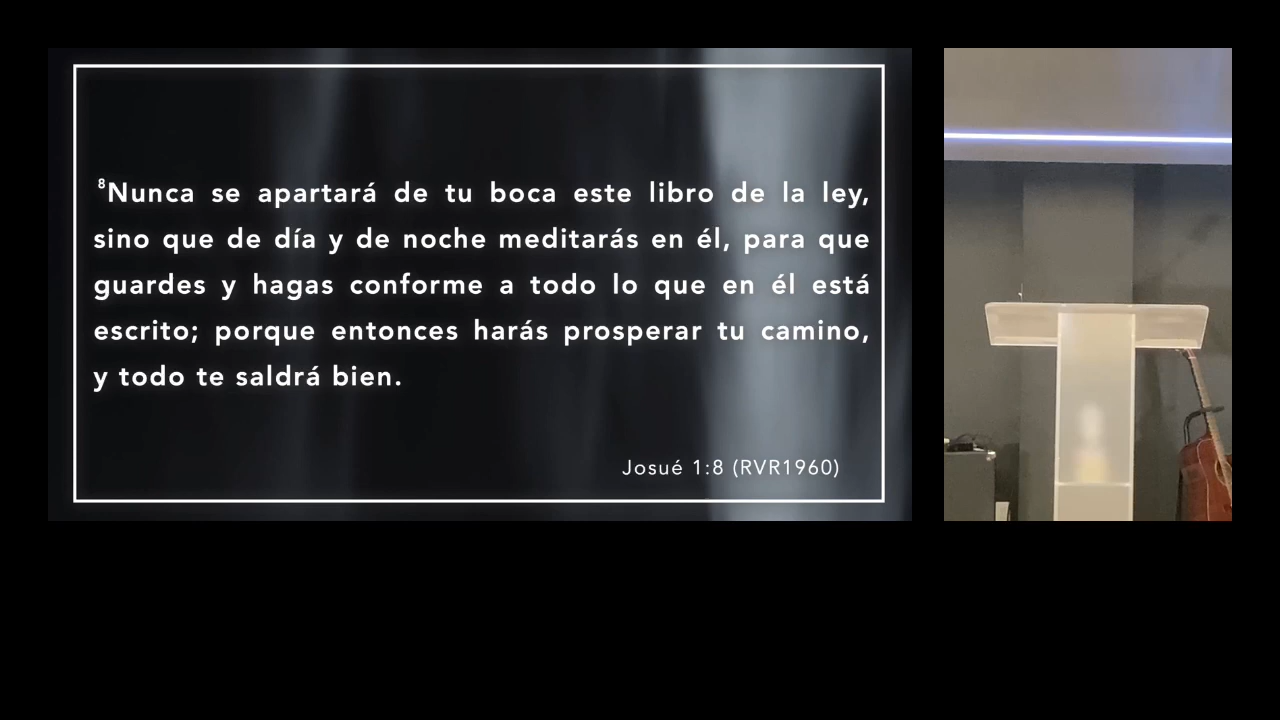 ⁸Nunca se apartará de tu boca este libro de la ley,
sino que de día y de noche meditarás en él, para que
guardes y hagas conforme a todo lo que en él está
escrito; porque entonces harás prosperar tu camino,
y todo te saldrá bien.
Josué 1:8 (RVR1960)